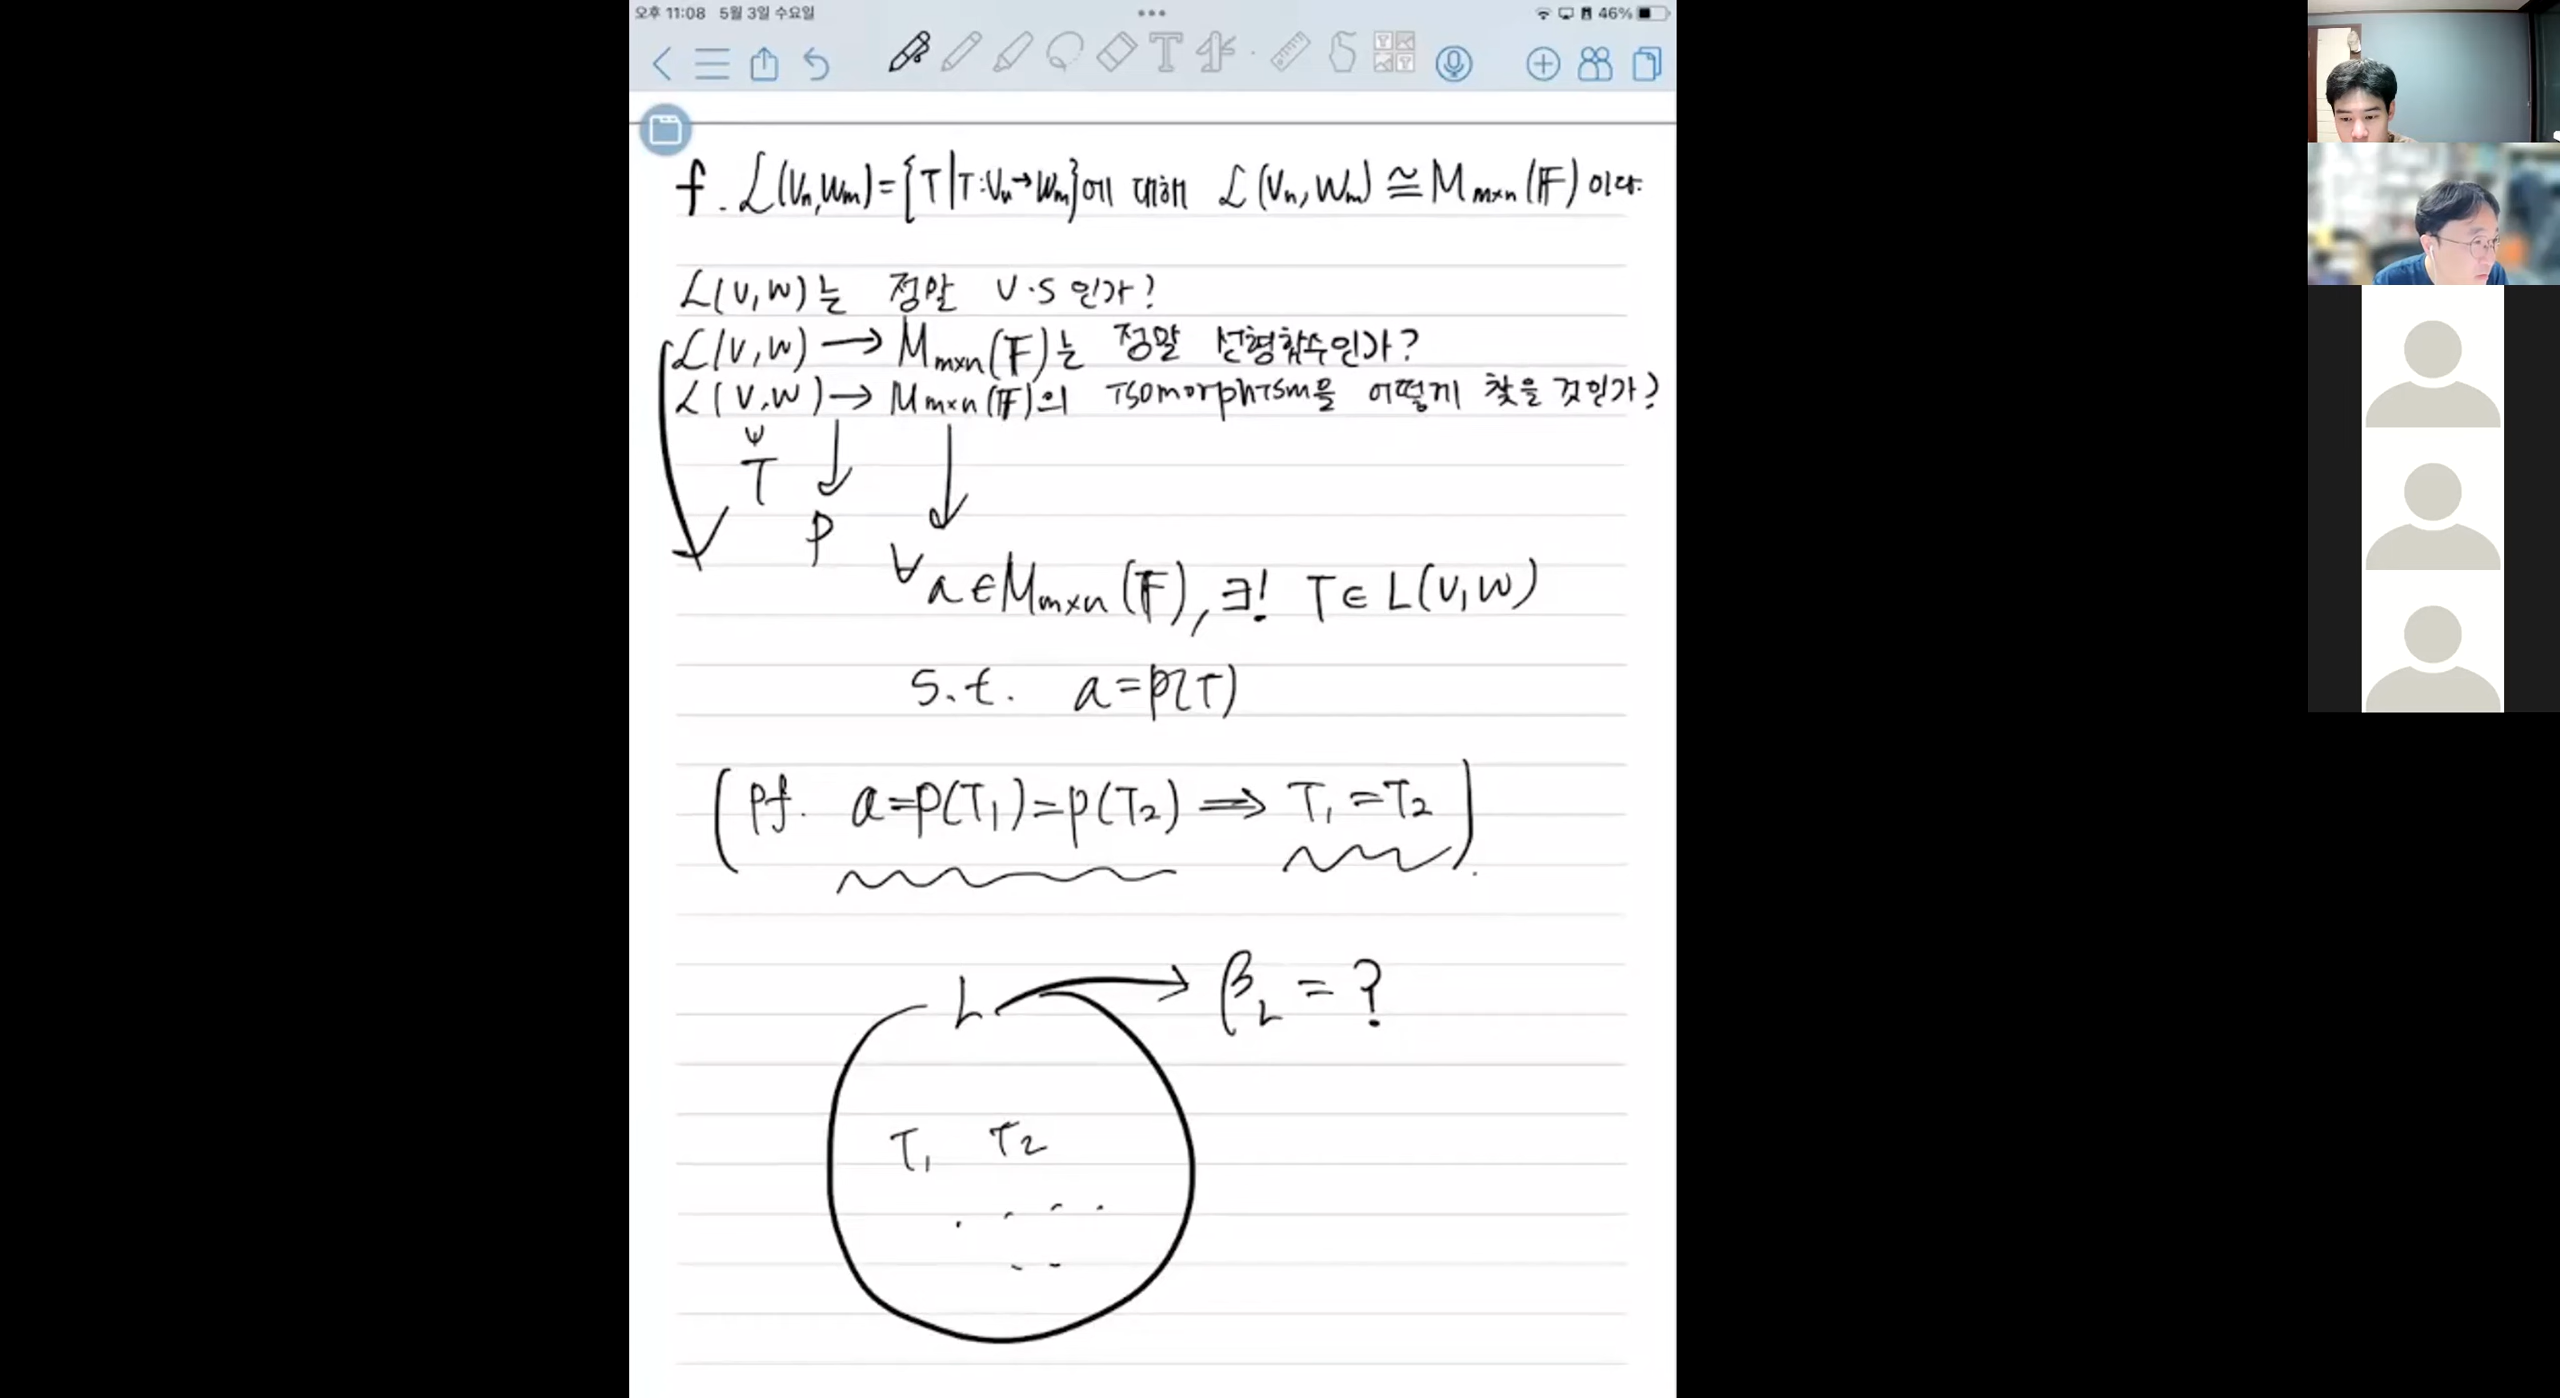 오후 11:08 5월 3일 수요일
46%
f. L(Vn,Wm)={T|T:Vn→Wm}에 대해 L(Vn,Wm)≅Mm×n(F)이다.
L(V,W)는 정말 V.S인가?
L(V,W)→Mm×n(F)는 정말 선형함수인가?
L(V,W)→Mm×n(F)의 Isomorphism을 어떻게 찾을 것인가?
T
P
∀a∈Mm×n(F), ∃! T∈L(V,W)
s.t. a=P(T)
(pf. a=P(T1)=P(T2)⟹T1=T2).
L → βL=?
T1 T2